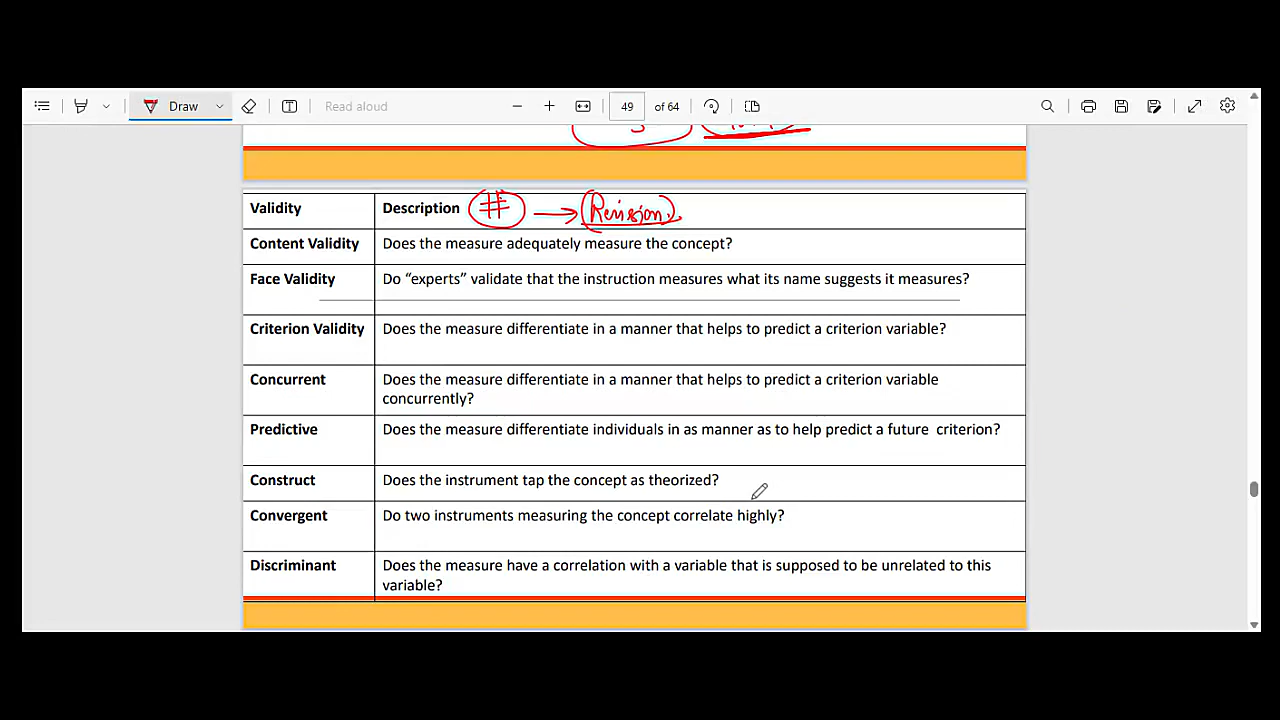 Draw
Read aloud
49 of 64
Validity Description # → Revision.
Content Validity Does the measure adequately measure the concept?
Face Validity Do “experts” validate that the instruction measures what its name suggests it measures?
Criterion Validity Does the measure differentiate in a manner that helps to predict a criterion variable?
Concurrent Does the measure differentiate in a manner that helps to predict a criterion variable
concurrently?
Predictive Does the measure differentiate individuals in as manner as to help predict a future criterion?
Construct Does the instrument tap the concept as theorized?
Convergent Do two instruments measuring the concept correlate highly?
Discriminant Does the measure have a correlation with a variable that is supposed to be unrelated to this
variable?